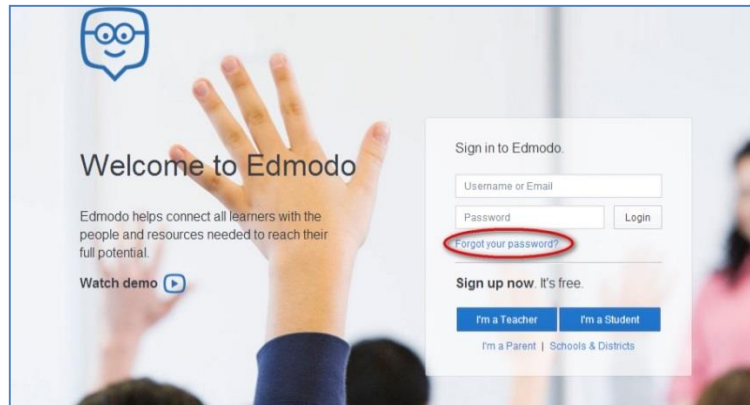 Welcome to Edmodo
Edmodo helps connect all learners with the
people and resources needed to reach their
full potential.
Watch demo
Sign in to Edmodo.
Username or Email
Password
Login
Forgot your password?
Sign up now. It's free.
I'm a Teacher
I'm a Student
I'm a Parent | Schools & Districts